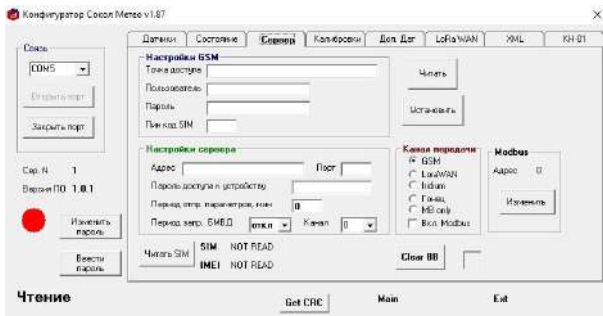 Конфигуратор Сокол Метео v1.87
Связь
COM5
Открыть порт
Закрыть порт
Сер. N 1
Версия ПО 1.0.1
Изменить пароль
Ввести пароль
Чтение
Датчики Состояние Сервер Калибровки Доп. Дат LoRaWAN XML КН-01
Настройки GSM
Точка доступа
Пользователь
Пароль
Пин код SIM
Читать
Установить
Настройки сервера
Адрес Порт
Пароль доступа к устройству
Период отпр. параметров, мин 0
Период запр. БМВД откл Канал 0
Канал передачи
GSM
LoraWAN
Iridium
Гонец
MB only
Вкл. Modbus
Modbus
Адрес 0
Изменить
Читать SIM
SIM NOT READ
IMEI NOT READ
Clear BB
Get CRC
Main
Ext